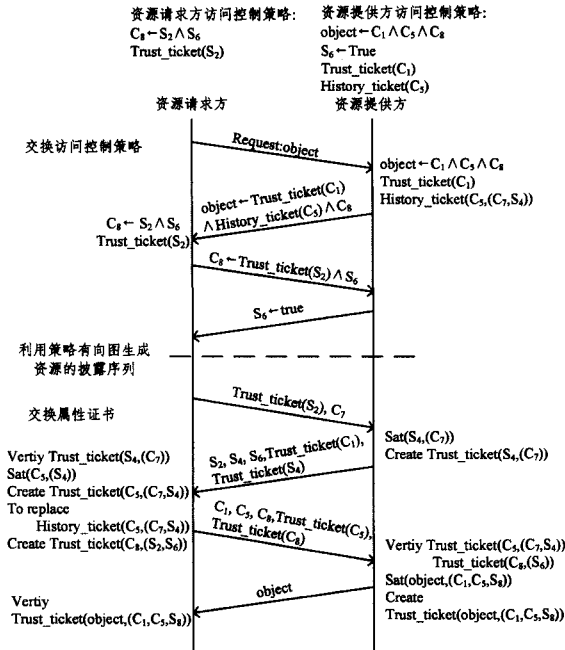 资源请求方访问控制策略:
C₈←S₂∧S₆
Trust_ticket(S₂)
资源提供方访问控制策略:
object←C₁∧C₅∧C₈
S₆←True
Trust_ticket(C₁)
History_ticket(C₅)
资源请求方
资源提供方
交换访问控制策略
Request:object
object←C₁∧C₅∧C₈
Trust_ticket(C₁)
History_ticket(C₅,(C₇,S₄))
object←Trust_ticket(C₁)
∧History_ticket(C₅)∧C₈
C₈←S₂∧S₆
Trust_ticket(S₂)
C₈←Trust_ticket(S₂)∧S₆
S₆←true
利用策略有向图生成
资源的披露序列
交换属性证书
Trust_ticket(S₂), C₇
Sat(S₄,(C₇))
Create Trust_ticket(S₄,(C₇))
S₂, S₄, S₆,Trust_ticket(C₁),
Trust_ticket(S₄)
Vertiy Trust_ticket(S₄,(C₇))
Sat(C₅,(S₄))
Create Trust_ticket(C₅,(C₇,S₄))
To replace
History_ticket(C₅,(C₇,S₄))
Create Trust_ticket(C₈,(S₂,S₆))
C₁, C₅, C₈,Trust_ticket(C₅),
Trust_ticket(C₈)
Vertiy Trust_ticket(C₅,(C₇,S₄))
Trust_ticket(C₈,(S₆))
Sat(object,(C₁,C₅,S₈))
Create
Trust_ticket(object,(C₁,C₅,S₈))
object
Vertiy
Trust_ticket(object,(C₁,C₅,S₈))